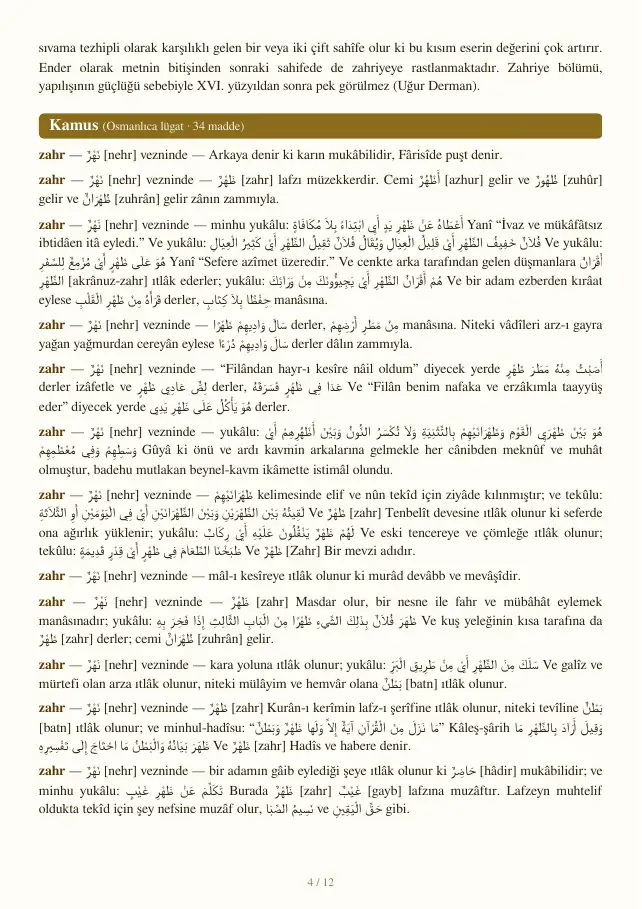 sıvama tezhipli olarak karşılıklı gelen bir veya iki çift sahîfe olur ki bu kısım eserin değerini çok artırır.
Ender olarak metnin bitişinden sonraki sahifede de zahriyeye rastlanmaktadır. Zahriye bölümü,
yapılışının güçlüğü sebebiyle XVI. yüzyıldan sonra pek görülmez (Uğur Derman).
Kamus (Osmanlıca lügat · 34 madde)
zahr — نَهْرٌ [nehr] vezninde — Arkaya denir ki karın mukâbilidir, Fârisîde puşt denir.
zahr — نَهْرٌ [nehr] vezninde — ظَهْرٌ [zahr] lafzı müzekkerdir. Cemi أَظْهُرٌ [azhur] gelir ve ظُهُورٌ [zuhûr]
gelir ve ظُهْرَانٌ [zuhrân] gelir zânın zammıyla.
zahr — نَهْرٌ [nehr] vezninde — minhu yukâlu: أَعْطَاهُ عَنْ ظَهْرِ يَدٍ أَيِ ابْتِدَاءً بِلاَ مُكَافَاةٍ Yanî “İvaz ve mükâfâtsız
ibtidâen itâ eyledi.” Ve yukâlu: فُلاَنٌ خَفِيفُ الظَّهْرِ أَيْ قَلِيلُ الْعِيَالِ وَيُقَالُ فُلاَنٌ ثَقِيلُ الظَّهْرِ أَيْ كَثِيرُ الْعِيَالِ Ve yukâlu:
هُوَ عَلَى ظَهْرٍ أَيْ مُزْمِعٌ لِلسَّفَرِ Yanî “Sefere azîmet üzeredir.” Ve cenkte arka tarafından gelen düşmanlara أَقْرَانُ
الظَّهْرِ [akrânuz-zahr] ıtlâk ederler; yukâlu: هُمْ أَقْرَانُ الظَّهْرِ أَيْ يَجِيؤُونَكَ مِنْ وَرَائِكَ Ve bir adam ezberden kırâat
eylese قَرَأَهُ مِنْ ظَهْرِ الْقَلْبِ derler, حِفْظًا بِلاَ كِتَابٍ manâsına.
zahr — نَهْرٌ [nehr] vezninde — سَالَ وَادِيهِمْ ظَهْرًا derler, مِنْ مَطَرِ أَرْضِهِمْ manâsına. Niteki vâdîleri arz-ı gayra
yağan yağmurdan cereyân eylese سَالَ وَادِيهِمْ دُرْءًا derler dâlın zammıyla.
zahr — نَهْرٌ [nehr] vezninde — “Filândan hayr-ı kesîre nâil oldum” diyecek yerde أَصَبْتُ مِنْهُ مَطَرَ ظَهْرٍ
derler izâfetle ve لِصٌّ عَادِي ظَهْرٍ derler, عَدَا فِي ظَهْرٍ فَسَرَقَهُ Ve “Filân benim nafaka ve erzâkımla taayyüş
eder” diyecek yerde هُوَ يَأْكُلُ عَلَى ظَهْرِ يَدِي derler.
zahr — نَهْرٌ [nehr] vezninde — yukâlu: هُوَ بَيْنَ ظَهْرَيِ الْقَوْمِ وَظَهْرَانَيْهِمْ بِالتَّثْنِيَةِ وَلاَ تُكْسَرُ النُّونُ وَبَيْنَ أَظْهُرِهِمْ أَيْ
وَسَطِهِمْ وَفِي مُعْظَمِهِمْ Gûyâ ki önü ve ardı kavmin arkalarına gelmekle her cânibden meknûf ve muhât
olmuştur, badehu mutlakan beynel-kavm ikâmette istimâl olundu.
zahr — نَهْرٌ [nehr] vezninde — ظَهْرَانَيْهِمْ kelimesinde elif ve nûn tekîd için ziyâde kılınmıştır; ve tekûlu:
لَقِيتُهُ بَيْنَ الظَّهْرَيْنِ وَبَيْنَ الظَّهْرَانَيْنِ أَيْ فِي الْيَوْمَيْنِ أَوِ الثَّلاَثَةِ Ve ظَهْرٌ [zahr] Tenbelît devesine ıtlâk olunur ki seferde
ona ağırlık yüklenir; yukâlu: لَهُمْ ظَهْرٌ يَنْقُلُونَ عَلَيْهِ أَيْ رِكَابٌ Ve eski tencereye ve çömleğe ıtlâk olunur;
tekûlu: طَبَخْنَا الطَّعَامَ فِي ظَهْرٍ أَيْ قِدْرٍ قَدِيمَةٍ Ve ظَهْرٌ [Zahr] Bir mevzi adıdır.
zahr — نَهْرٌ [nehr] vezninde — mâl-ı kesîreye ıtlâk olunur ki murâd devâbb ve mevâşîdir.
zahr — نَهْرٌ [nehr] vezninde — ظَهْرٌ [zahr] Masdar olur, bir nesne ile fahr ve mübâhât eylemek
manâsınadır; yukâlu: ظَهَرَ فُلاَنٌ بِذَلِكَ الشَّيْءِ ظَهْرًا مِنَ الْبَابِ الثَّالِثِ إِذَا فَخَرَ بِهِ Ve kuş yeleğinin kısa tarafına da
ظَهْرٌ [zahr] derler; cemi ظُهْرَانٌ [zuhrân] gelir.
zahr — نَهْرٌ [nehr] vezninde — kara yoluna ıtlâk olunur; yukâlu: سَلَكَ مِنَ الظَّهْرِ أَيْ مِنْ طَرِيقِ الْبَرِّ Ve galîz ve
mürtefi olan arza ıtlâk olunur, niteki mülâyim ve hemvâr olana بَطْنٌ [batn] ıtlâk olunur.
zahr — نَهْرٌ [nehr] vezninde — ظَهْرٌ [zahr] Kurân-ı kerîmin lafz-ı şerîfine ıtlâk olunur, niteki tevîline بَطْنٌ
[batn] ıtlâk olunur; ve minhul-hadîsu: “مَا نَزَلَ مِنَ الْقُرْآنِ آيَةٌ إِلاَّ وَلَهَا ظَهْرٌ وَبَطْنٌ” Kâleş-şârih وَقِيلَ أَرَادَ بِالظَّهْرِ مَا
ظَهَرَ بَيَانُهُ وَالْبَطْنُ مَا احْتَاجَ إِلَى تَفْسِيرِهِ Ve ظَهْرٌ [zahr] Hadîs ve habere denir.
zahr — نَهْرٌ [nehr] vezninde — bir adamın gâib eylediği şeye ıtlâk olunur ki حَاضِرٌ [hâdir] mukâbilidir; ve
minhu yukâlu: تَكَلَّمَ عَنْ ظَهْرِ غَيْبٍ Burada ظَهْرٌ [zahr] غَيْبٌ [gayb] lafzına muzâftır. Lafzeyn muhtelif
oldukta tekîd için şey nefsine muzâf olur, نَسِيمُ الصَّبَا ve حَقُّ الْيَقِينِ gibi.
4 / 12